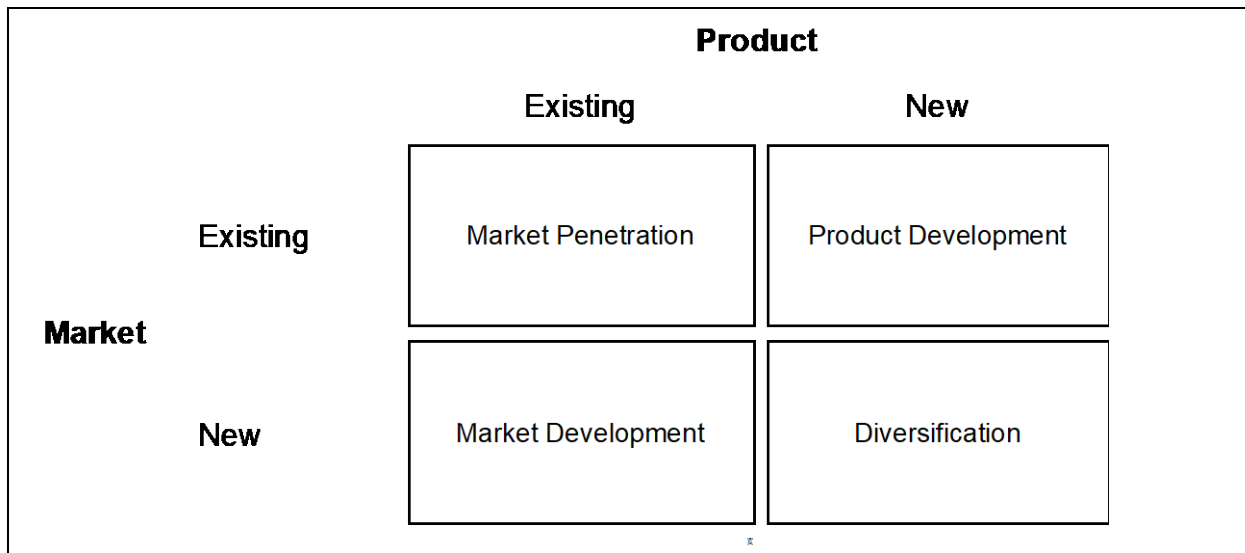 Product
Existing New
Existing Market Penetration Product Development
Market
New Market Development Diversification